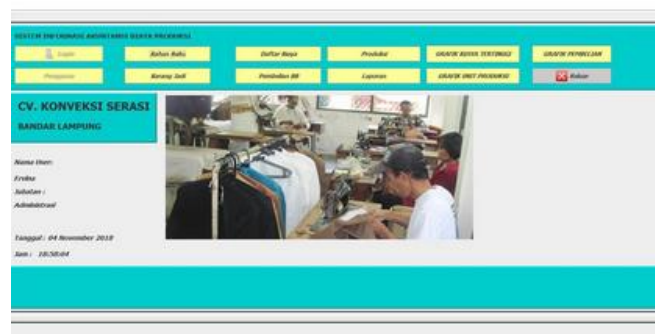 SISTEM INFORMASI AKUNTANSI BIAYA PRODUKSI
Login
Bahan Baku
Daftar Biaya
Produksi
GRAFIK BIAYA TERTINGGI
GRAFIK PEMBELIAN
Pengguna
Barang Jadi
Pembelian BB
Laporan
GRAFIK UNIT PRODUKSI
Keluar
CV. KONVEKSI SERASI
BANDAR LAMPUNG
Nama User:
Ervina
Jabatan :
Administrasi
Tanggal : 04 November 2018
Jam : 18:58:04